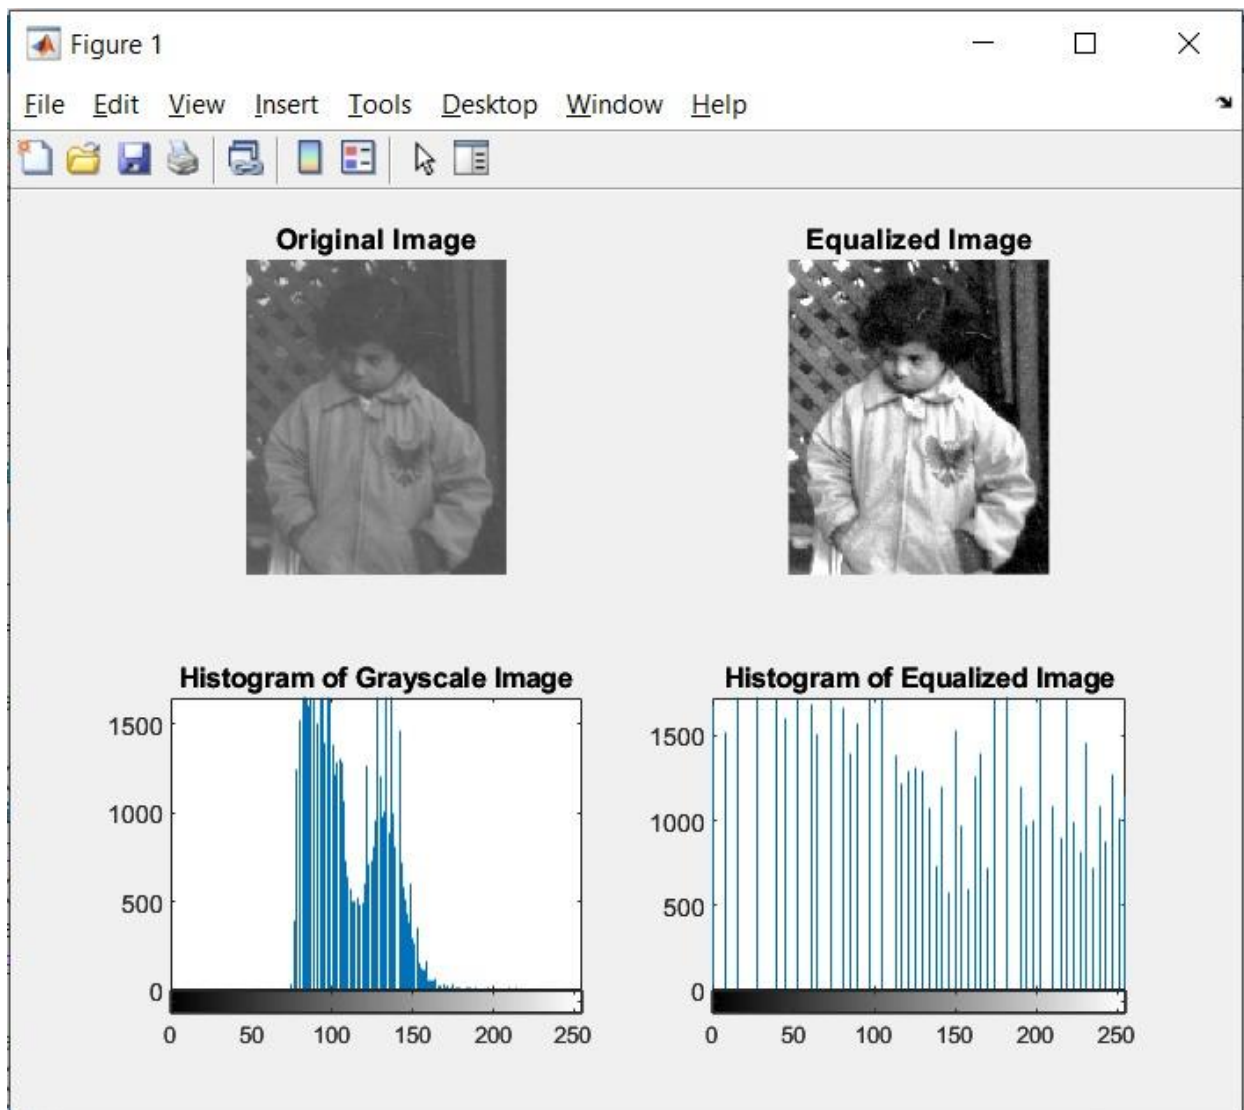 Figure 1
File Edit View Insert Tools Desktop Window Help
Original Image
Equalized Image
Histogram of Grayscale Image
1500
1000
500
0
0 50 100 150 200 250
Histogram of Equalized Image
1500
1000
500
0
0 50 100 150 200 250